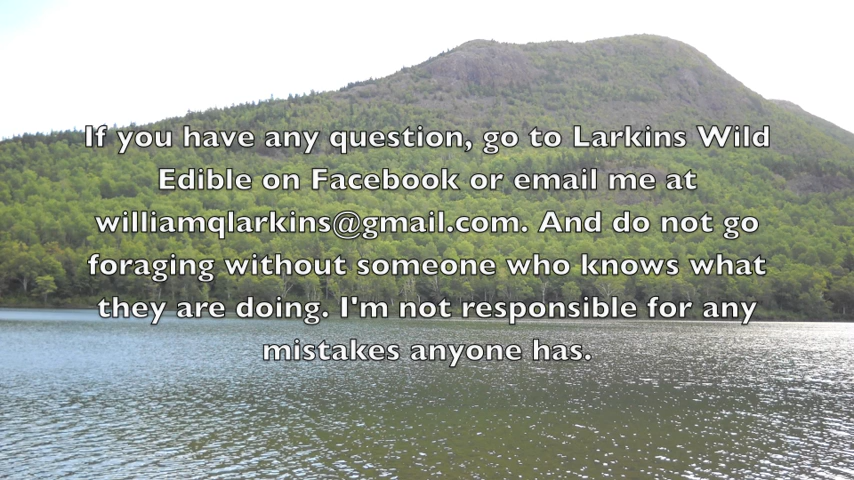 If you have any question, go to Larkins Wild
Edible on Facebook or email me at
williamqlarkins@gmail.com. And do not go
foraging without someone who knows what
they are doing. I'm not responsible for any
mistakes anyone has.